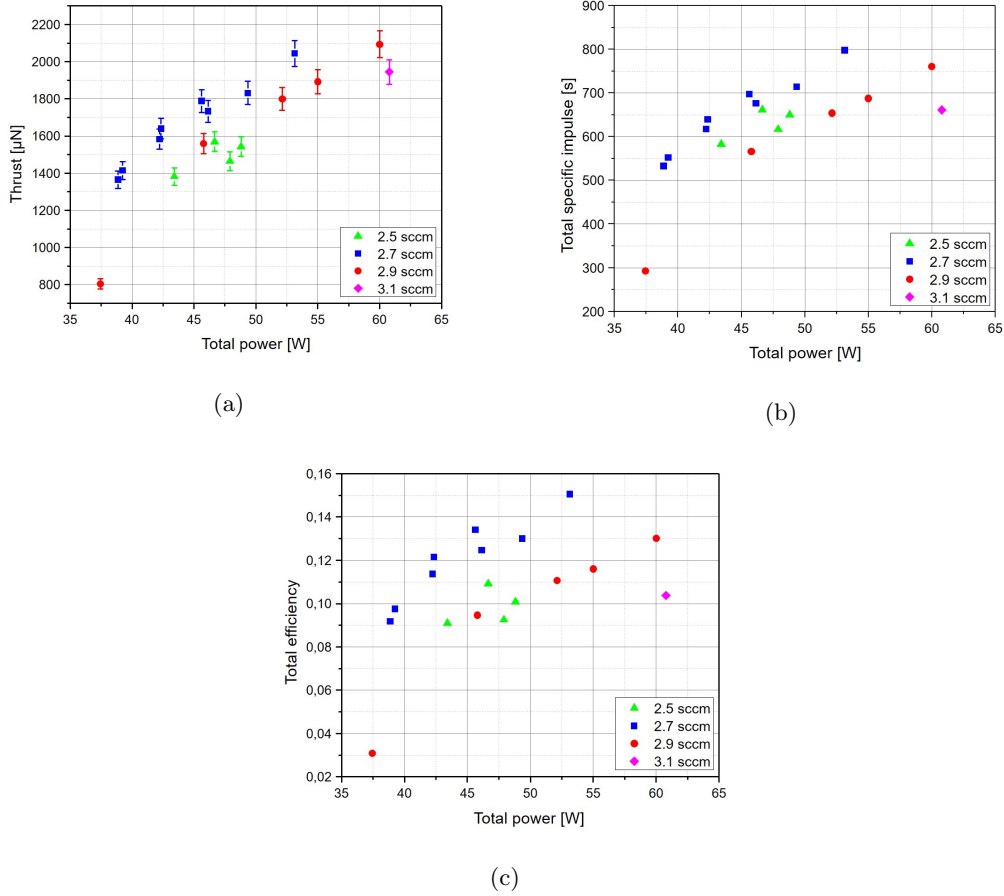 2200
2000
1800
1600
1400
1200
1000
800
Thrust [µN]
2.5 sccm
2.7 sccm
2.9 sccm
3.1 sccm
35 40 45 50 55 60 65
Total power [W]
(a)
900
800
700
600
500
400
300
200
Total specific impulse [s]
2.5 sccm
2.7 sccm
2.9 sccm
3.1 sccm
35 40 45 50 55 60 65
Total power [W]
(b)
0,16
0,14
0,12
0,10
0,08
0,06
0,04
0,02
Total efficiency
2.5 sccm
2.7 sccm
2.9 sccm
3.1 sccm
35 40 45 50 55 60 65
Total power [W]
(c)